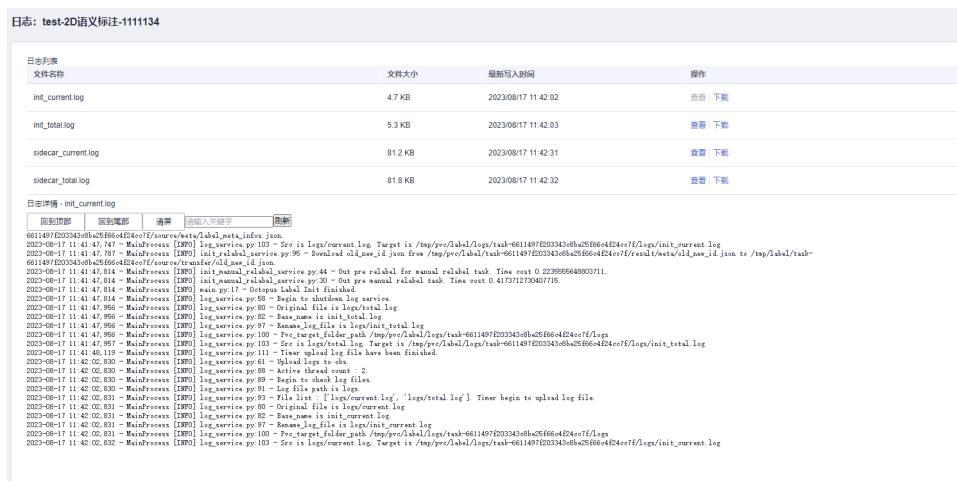 日志：test-2D语义标注-1111134
日志列表
文件名称 文件大小 最新写入时间 操作
init_current.log 4.7 KB 2023/08/17 11:42:02 查看 | 下载
init_total.log 5.3 KB 2023/08/17 11:42:03 查看 | 下载
sidecar_current.log 81.2 KB 2023/08/17 11:42:31 查看 | 下载
sidecar_total.log 81.8 KB 2023/08/17 11:42:32 查看 | 下载
日志详情 - init_current.log
回到顶部 回到尾部 清屏 请输入关键字 刷新
6611497f203343c8be25f66c4f24cc7f/source/meta/label_meta_infos.json.
2023-08-17 11:41:47,747 - MainProcess [INFO] log_service.py:103 - Src is logs/current.log, Target is /tmp/pvc/label/logs/task-6611497f203343c8be25f66c4f24cc7f/logs/init_current.log
2023-08-17 11:41:47,787 - MainProcess [INFO] init_relabel_service.py:95 - Download old_new_id.json from /tmp/pvc/label/task-6611497f203343c8be25f66c4f24cc7f/result/meta/old_new_id.json to /tmp/label/task-
6611497f203343c8be25f66c4f24cc7f/source/transfer/old_new_id.json
2023-08-17 11:41:47,814 - MainProcess [INFO] init_manual_relabel_service.py:44 - Out pre relabel for manual relabel task. Time cost 0.2235555648803711.
2023-08-17 11:41:47,814 - MainProcess [INFO] init_manual_relabel_service.py:30 - Out pre manual relabel task. Time cost 0.4173712730407715.
2023-08-17 11:41:47,814 - MainProcess [INFO] main.py:17 - Octopus Label Init finished.
2023-08-17 11:41:47,814 - MainProcess [INFO] log_service.py:58 - Begin to shutdown log service.
2023-08-17 11:41:47,956 - MainProcess [INFO] log_service.py:80 - Original file is logs/total.log
2023-08-17 11:41:47,956 - MainProcess [INFO] log_service.py:82 - Base_name is init_total.log.
2023-08-17 11:41:47,956 - MainProcess [INFO] log_service.py:97 - Rename_log_file is logs/init_total.log
2023-08-17 11:41:47,956 - MainProcess [INFO] log_service.py:100 - Pvc_target_folder_path /tmp/pvc/label/logs/task-6611497f203343c8be25f66c4f24cc7f/logs
2023-08-17 11:41:47,957 - MainProcess [INFO] log_service.py:103 - Src is logs/total.log, Target is /tmp/pvc/label/logs/task-6611497f203343c8be25f66c4f24cc7f/logs/init_total.log
2023-08-17 11:41:48,119 - MainProcess [INFO] log_service.py:111 - Timer upload log file have been finished.
2023-08-17 11:42:02,830 - MainProcess [INFO] log_service.py:61 - Upload logs to obs.
2023-08-17 11:42:02,830 - MainProcess [INFO] log_service.py:88 - Active thread count : 2.
2023-08-17 11:42:02,830 - MainProcess [INFO] log_service.py:89 - Begin to check log files.
2023-08-17 11:42:02,830 - MainProcess [INFO] log_service.py:91 - Log file path is logs.
2023-08-17 11:42:02,831 - MainProcess [INFO] log_service.py:93 - File list : ['logs/current.log', 'logs/total.log']. Timer begin to upload log file.
2023-08-17 11:42:02,831 - MainProcess [INFO] log_service.py:80 - Original file is logs/current.log
2023-08-17 11:42:02,831 - MainProcess [INFO] log_service.py:82 - Base_name is init_current.log.
2023-08-17 11:42:02,831 - MainProcess [INFO] log_service.py:97 - Rename_log_file is logs/init_current.log
2023-08-17 11:42:02,831 - MainProcess [INFO] log_service.py:100 - Pvc_target_folder_path /tmp/pvc/label/logs/task-6611497f203343c8be25f66c4f24cc7f/logs
2023-08-17 11:42:02,832 - MainProcess [INFO] log_service.py:103 - Src is logs/current.log, Target is /tmp/pvc/label/logs/task-6611497f203343c8be25f66c4f24cc7f/logs/init_current.log